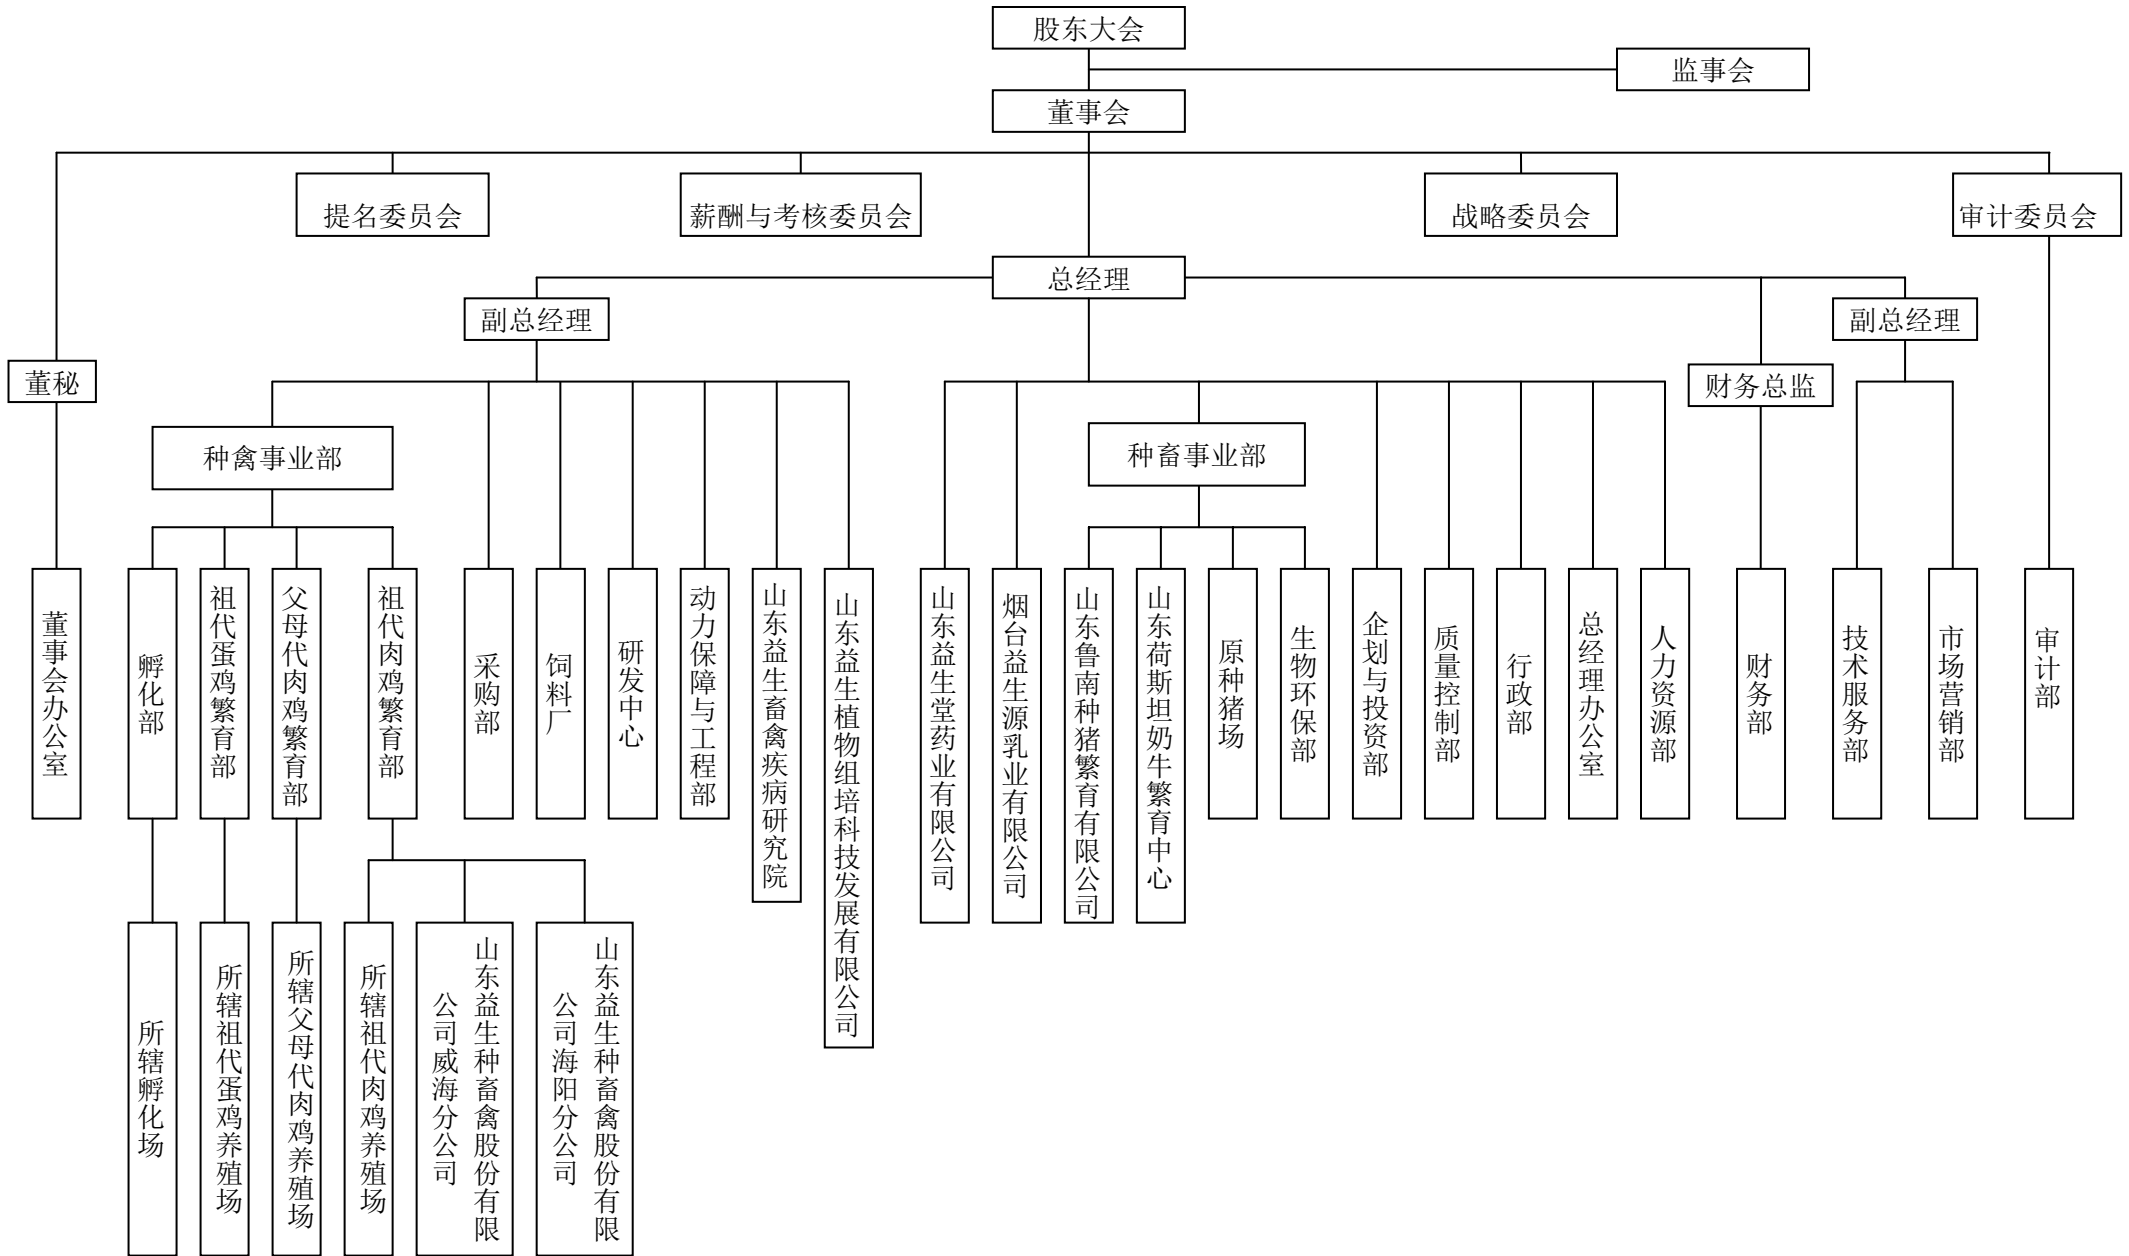 股东大会
监事会
董事会
提名委员会
薪酬与考核委员会
战略委员会
审计委员会
总经理
副总经理
副总经理
董秘
财务总监
种禽事业部
种畜事业部
董事会办公室
孵化部
祖代蛋鸡繁育部
父母代肉鸡繁育部
祖代肉鸡繁育部
采购部
饲料厂
研发中心
动力保障与工程部
山东益生畜禽疾病研究院
山东益生植物组培科技发展有限公司
山东益生堂药业有限公司
烟台益生源乳业有限公司
山东鲁南种猪繁育有限公司
山东荷斯坦奶牛繁育中心
原种猪场
生物环保部
企划与投资部
质量控制部
行政部
总经理办公室
人力资源部
财务部
技术服务部
市场营销部
审计部
所辖孵化场
所辖祖代蛋鸡养殖场
所辖父母代肉鸡养殖场
所辖祖代肉鸡养殖场
山东益生种畜禽股份有限
公司威海分公司
山东益生种畜禽股份有限
公司海阳分公司